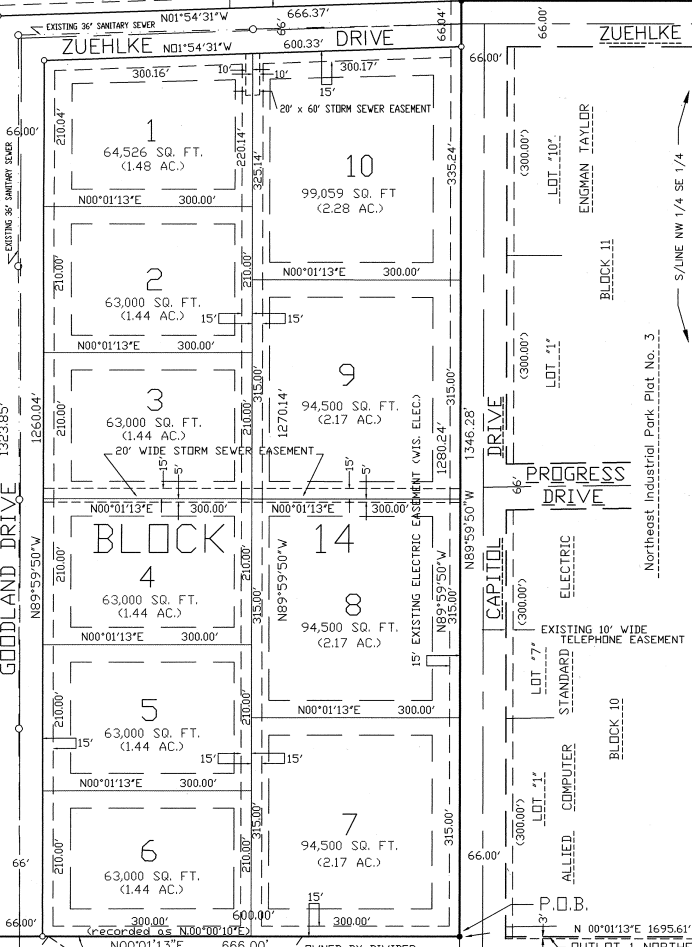 N01°54'31"W 666.37'
EXISTING 36' SANITARY SEWER
66'
66.04'
66.00'
ZUEHLKE N01°54'31"W 600.33' DRIVE
ZUEHLKE
66.00'
300.16' 10' 10' 300.17'
15'
20' x 60' STORM SEWER EASEMENT
66.00'
EXISTING 36' SANITARY SEWER
210.04'
1
64,526 SQ. FT.
(1.48 AC.)
220.14'
325.14'
10
99,059 SQ. FT
(2.28 AC.)
335.24'
N00°01'13"E 300.00'
(300.00')
LOT "10"
ENGMAN TAYLOR
BLOCK 11
S/LINE NW 1/4 SE 1/4
210.00'
2
63,000 SQ. FT.
(1.44 AC.)
210.00'
N00°01'13"E 300.00'
15' 15'
N00°01'13"E 300.00'
(300.00')
LOT "1"
Northeast Industrial Park Plat No. 3
1323.85'
1260.04'
210.00'
3
63,000 SQ. FT.
(1.44 AC.)
210.00'
315.00'
1270.14'
9
94,500 SQ. FT.
(2.17 AC.)
315.00'
1280.24'
1346.28'
20' WIDE STORM SEWER EASEMENT
15' 5' 15' 5'
15' EXISTING ELECTRIC EASEMENT (WIS. ELEC.)
CAPITOL DRIVE
PROGRESS
DRIVE
66'
N00°01'13"E 300.00'
N00°01'13"E 300.00'
GOODLAND DRIVE
N89°59'50"W
BLOCK 14
210.00'
4
63,000 SQ. FT.
(1.44 AC.)
210.00'
315.00'
N89°59'50"W
8
94,500 SQ. FT.
(2.17 AC.)
N89°59'50"W
315.00'
N89°59'50"W
(300.00')
ELECTRIC
N00°01'13"E 300.00'
EXISTING 10' WIDE
TELEPHONE EASEMENT
LOT "7"
STANDARD
BLOCK 10
210.00'
5
63,000 SQ. FT.
(1.44 AC.)
210.00'
15'
15' 15'
N00°01'13"E 300.00'
N00°01'13"E 300.00'
LOT "1"
ALLIED COMPUTER
(300.00')
66'
210.00'
6
63,000 SQ. FT.
(1.44 AC.)
210.00'
315.00'
7
94,500 SQ. FT.
(2.17 AC.)
315.00'
66.00'
15'
P.O.B.
66.00'
300.00' 600.00' 300.00'
(recorded as N.00°00'10"E)
3'
N 00°01'13"E 1695.61'
N00°01'13"E 666.00'
OWNED BY DIVIDER
OUTLOT 1 NORTHE